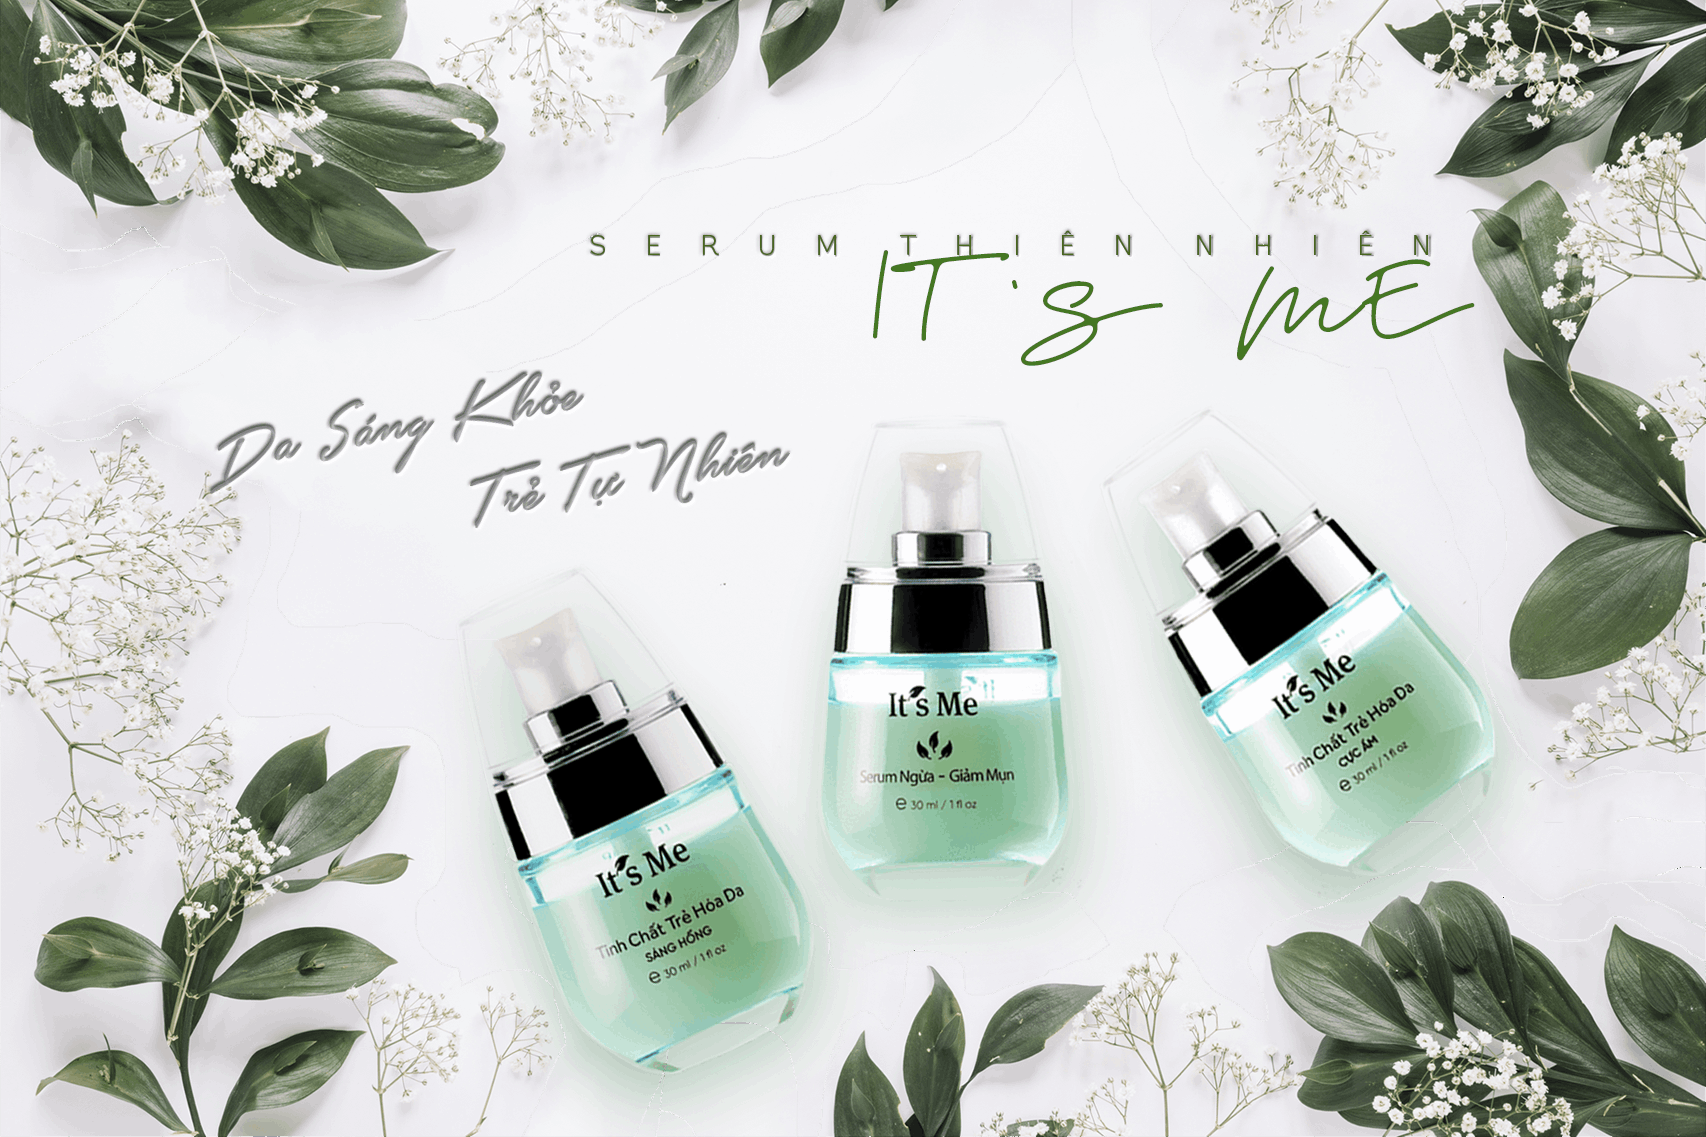 SERUM THIÊN NHIÊN
IT's mE
Da Sáng Khỏe
Trẻ Tự Nhiên
It's Me
Tinh Chất Trẻ Hóa Da
SÁNG HỒNG
e 30 ml / 1 fl oz
It's Me
Serum Ngừa - Giảm Mụn
e 30 ml / 1 fl oz
It's Me
Tinh Chất Trẻ Hóa Da
CỰC ẨM
e 30 ml / 1 fl oz